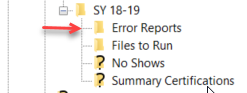 SY 18-19
Error Reports
Files to Run
? No Shows
? Summary Certifications